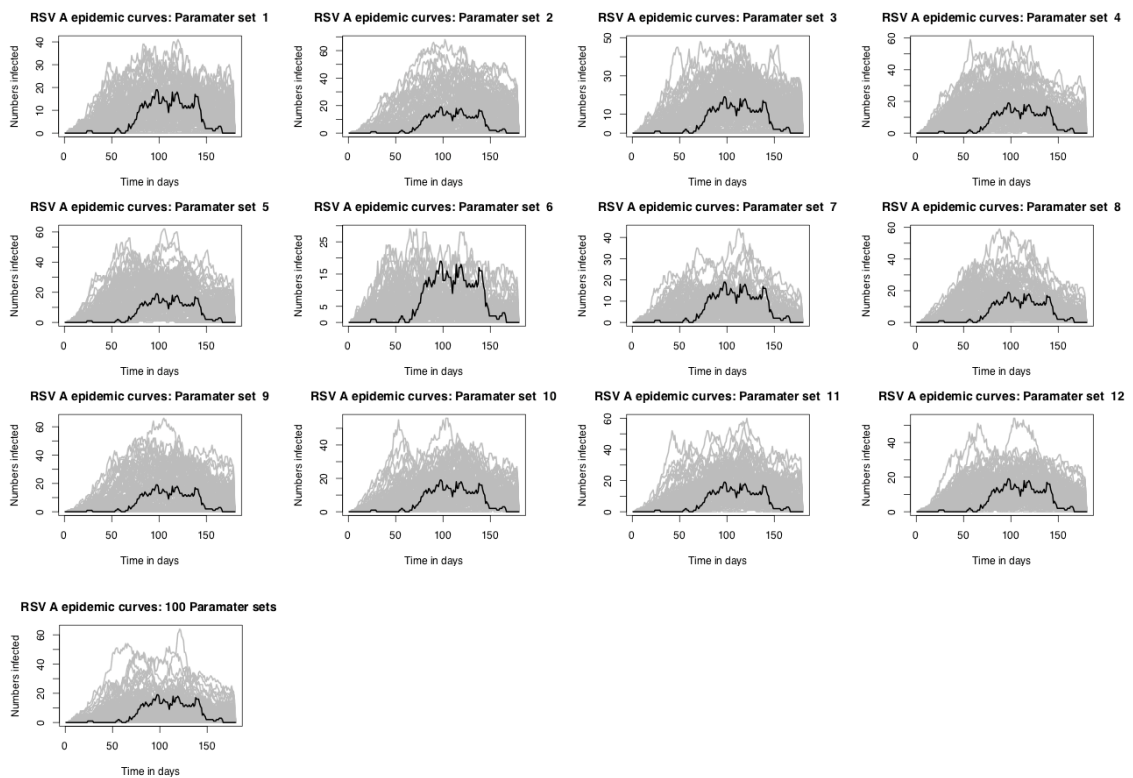 RSV A epidemic curves: Paramater set 1
Numbers infected
40
30
20
10
0
0 50 100 150
Time in days
RSV A epidemic curves: Paramater set 2
Numbers infected
60
40
20
0
0 50 100 150
Time in days
RSV A epidemic curves: Paramater set 3
Numbers infected
50
30
10
0
0 50 100 150
Time in days
RSV A epidemic curves: Paramater set 4
Numbers infected
60
40
20
0
0 50 100 150
Time in days
RSV A epidemic curves: Paramater set 5
Numbers infected
60
40
20
0
0 50 100 150
Time in days
RSV A epidemic curves: Paramater set 6
Numbers infected
25
15
5
0
0 50 100 150
Time in days
RSV A epidemic curves: Paramater set 7
Numbers infected
40
30
20
10
0
0 50 100 150
Time in days
RSV A epidemic curves: Paramater set 8
Numbers infected
60
40
20
0
0 50 100 150
Time in days
RSV A epidemic curves: Paramater set 9
Numbers infected
60
40
20
0
0 50 100 150
Time in days
RSV A epidemic curves: Paramater set 10
Numbers infected
40
20
0
0 50 100 150
Time in days
RSV A epidemic curves: Paramater set 11
Numbers infected
60
40
20
0
0 50 100 150
Time in days
RSV A epidemic curves: Paramater set 12
Numbers infected
40
20
0
0 50 100 150
Time in days
RSV A epidemic curves: 100 Paramater sets
Numbers infected
60
40
20
0
0 50 100 150
Time in days